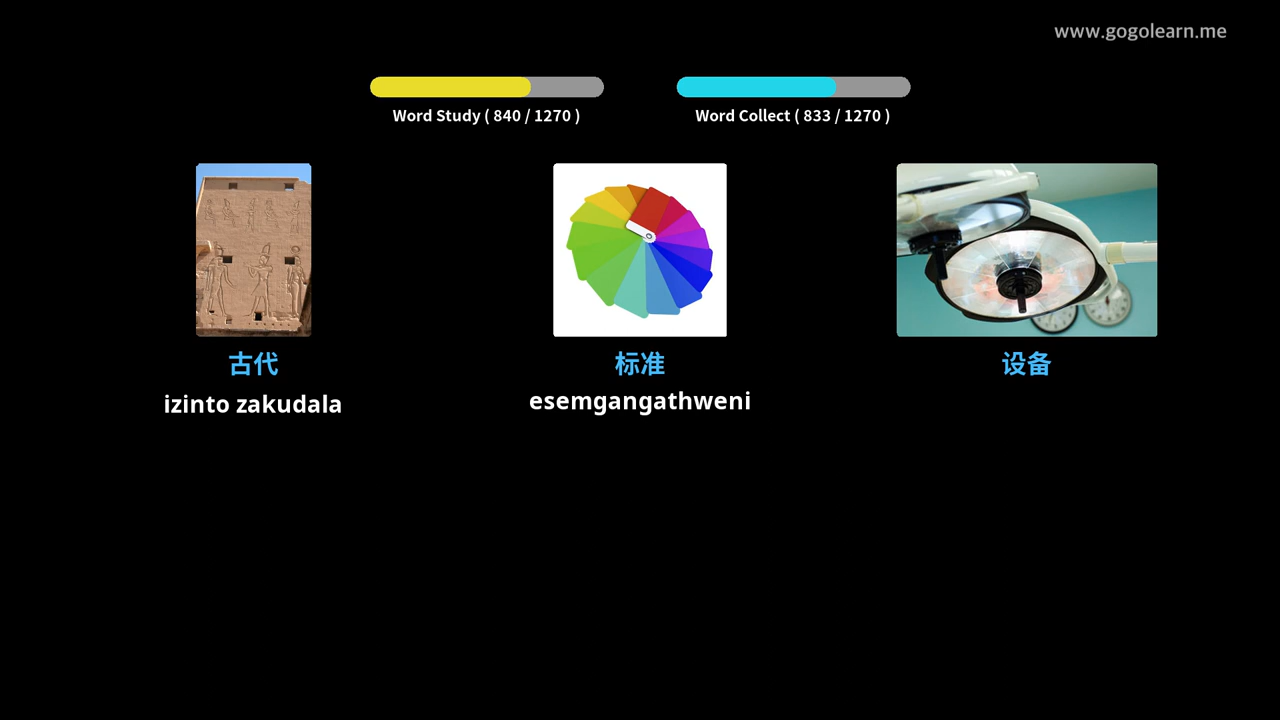 www.gogolearn.me
Word Study ( 840 / 1270 )
Word Collect ( 833 / 1270 )
古代
标准
设备
izinto zakudala
esemgangathweni